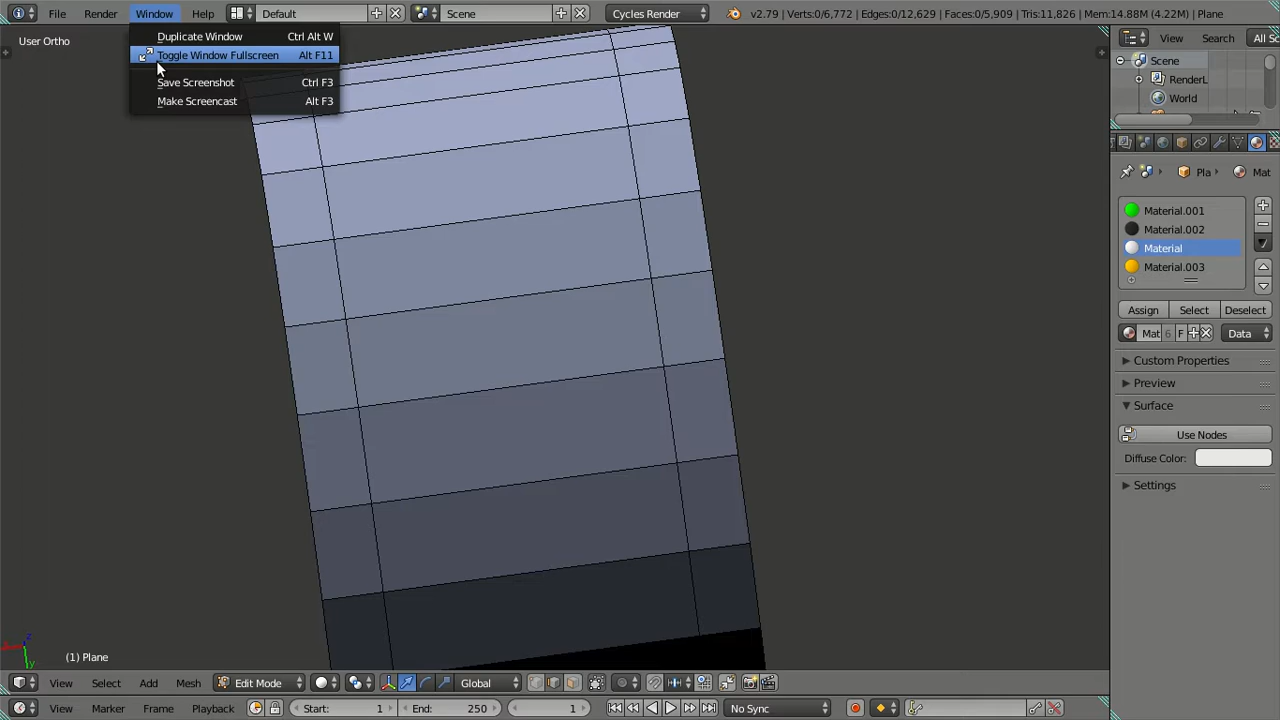 File Render Window Help Default Scene Cycles Render v2.79 | Verts:0/6,772 | Edges:0/12,629 | Faces:0/5,909 | Tris:11,826 | Mem:14.88M (4.22M) | Plane
User Ortho
Duplicate Window Ctrl Alt W
Toggle Window Fullscreen Alt F11
Save Screenshot Ctrl F3
Make Screencast Alt F3
View Search All Sc
Scene
RenderL
World
Pla Mat
Material.001
Material.002
Material
Material.003
Assign Select Deselect
Mat 6 F Data
Custom Properties
Preview
Surface
Use Nodes
Diffuse Color:
Settings
z
y
(1) Plane
View Select Add Mesh Edit Mode Global
View Marker Frame Playback Start: 1 End: 250 1 No Sync